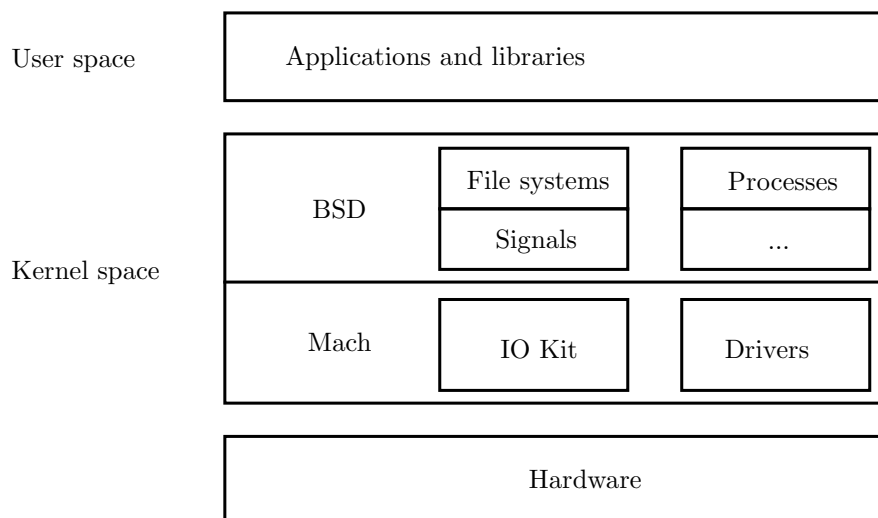 User space
Applications and libraries
File systems
Processes
BSD
Signals
...
Kernel space
Mach
IO Kit
Drivers
Hardware